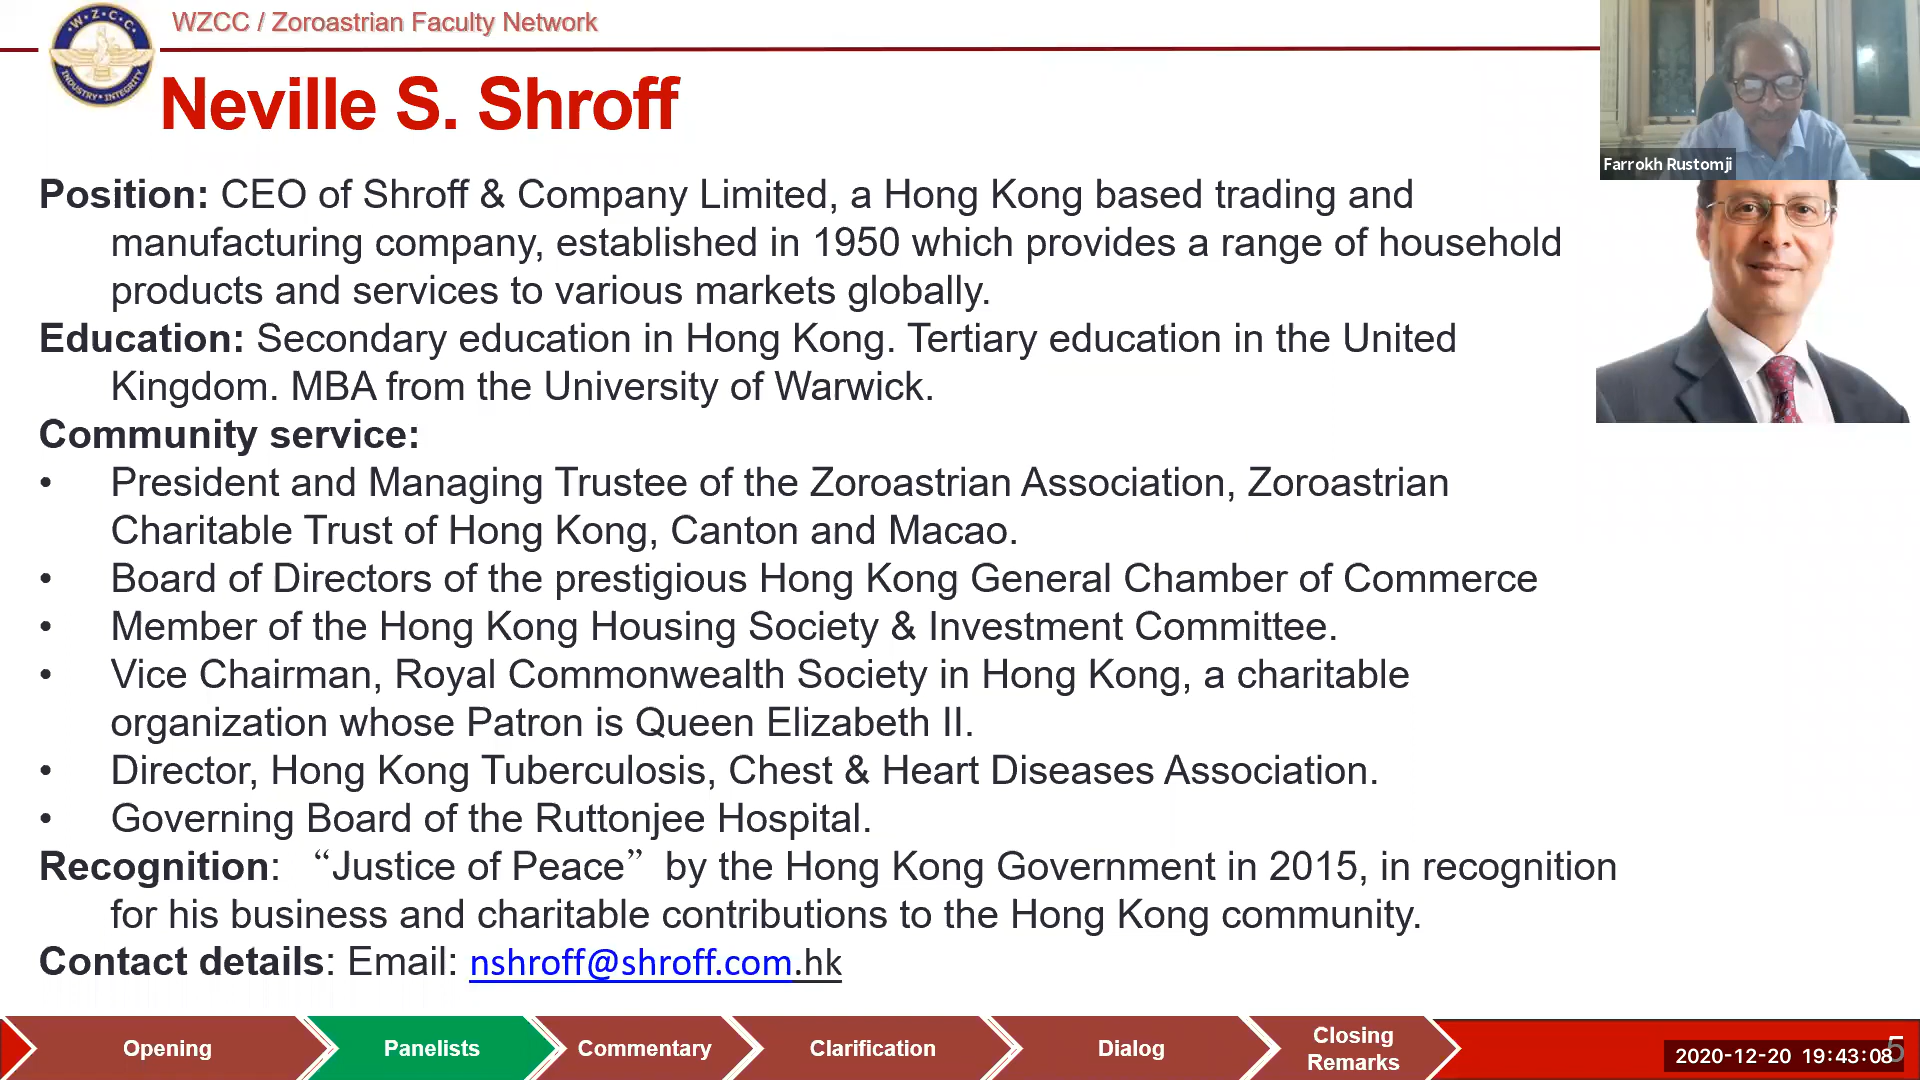 WZCC / Zoroastrian Faculty Network
W.Z.C.C.
INDUSTRY • INTEGRITY
Neville S. Shroff
Farrokh Rustomji
Position: CEO of Shroff & Company Limited, a Hong Kong based trading and
manufacturing company, established in 1950 which provides a range of household
products and services to various markets globally.
Education: Secondary education in Hong Kong. Tertiary education in the United
Kingdom. MBA from the University of Warwick.
Community service:
• President and Managing Trustee of the Zoroastrian Association, Zoroastrian
Charitable Trust of Hong Kong, Canton and Macao.
• Board of Directors of the prestigious Hong Kong General Chamber of Commerce
• Member of the Hong Kong Housing Society & Investment Committee.
• Vice Chairman, Royal Commonwealth Society in Hong Kong, a charitable
organization whose Patron is Queen Elizabeth II.
• Director, Hong Kong Tuberculosis, Chest & Heart Diseases Association.
• Governing Board of the Ruttonjee Hospital.
Recognition: “Justice of Peace” by the Hong Kong Government in 2015, in recognition
for his business and charitable contributions to the Hong Kong community.
Contact details: Email: nshroff@shroff.com.hk
Opening
Panelists
Commentary
Clarification
Dialog
Closing
Remarks
2020-12-20 19:43:08
5